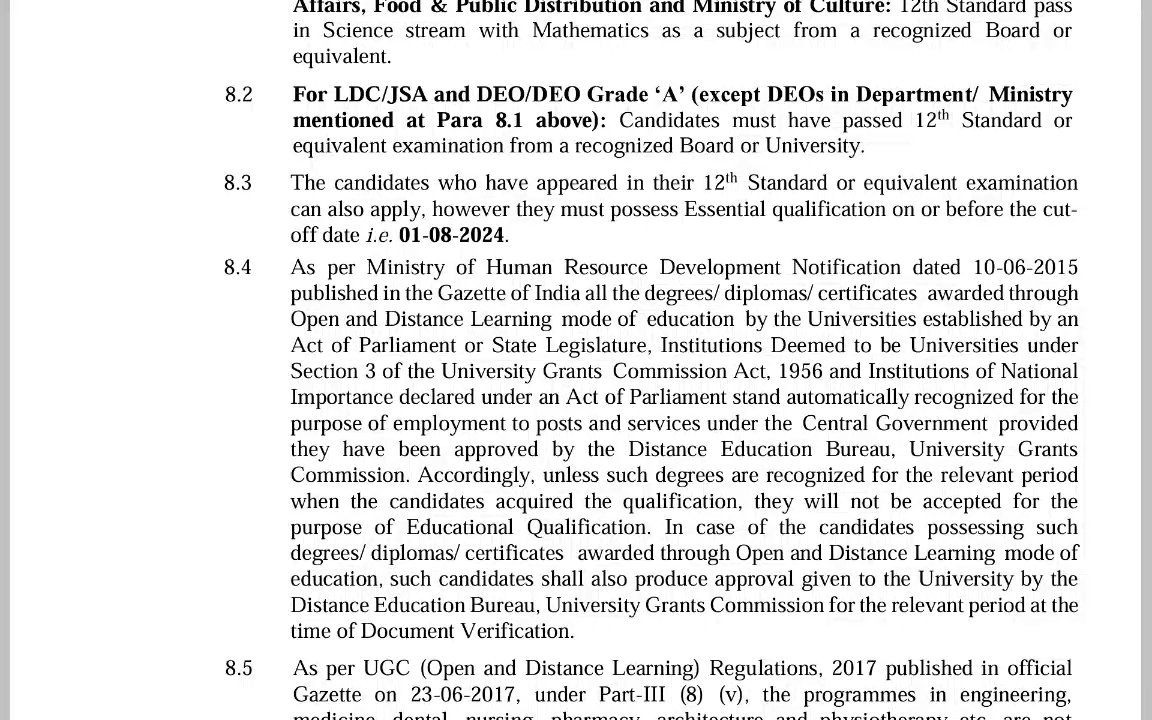 Affairs, Food & Public Distribution and Ministry of Culture: 12th Standard pass
in Science stream with Mathematics as a subject from a recognized Board or
equivalent.
8.2 For LDC/JSA and DEO/DEO Grade ‘A’ (except DEOs in Department/ Ministry
mentioned at Para 8.1 above): Candidates must have passed 12th Standard or
equivalent examination from a recognized Board or University.
8.3 The candidates who have appeared in their 12th Standard or equivalent examination
can also apply, however they must possess Essential qualification on or before the cut-
off date i.e. 01-08-2024.
8.4 As per Ministry of Human Resource Development Notification dated 10-06-2015
published in the Gazette of India all the degrees/ diplomas/ certificates awarded through
Open and Distance Learning mode of education by the Universities established by an
Act of Parliament or State Legislature, Institutions Deemed to be Universities under
Section 3 of the University Grants Commission Act, 1956 and Institutions of National
Importance declared under an Act of Parliament stand automatically recognized for the
purpose of employment to posts and services under the Central Government provided
they have been approved by the Distance Education Bureau, University Grants
Commission. Accordingly, unless such degrees are recognized for the relevant period
when the candidates acquired the qualification, they will not be accepted for the
purpose of Educational Qualification. In case of the candidates possessing such
degrees/ diplomas/ certificates awarded through Open and Distance Learning mode of
education, such candidates shall also produce approval given to the University by the
Distance Education Bureau, University Grants Commission for the relevant period at the
time of Document Verification.
8.5 As per UGC (Open and Distance Learning) Regulations, 2017 published in official
Gazette on 23-06-2017, under Part-III (8) (v), the programmes in engineering,
medicine, dental, nursing, pharmacy, architecture and physiotherapy etc. are not